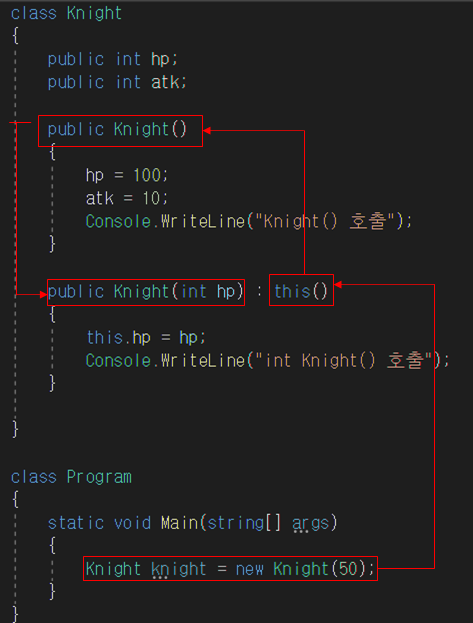 class Knight
{
public int hp;
public int atk;
public Knight()
{
hp = 100;
atk = 10;
Console.WriteLine("Knight() 호출");
}
public Knight(int hp) : this()
{
this.hp = hp;
Console.WriteLine("int Knight() 호출");
}
}
class Program
{
static void Main(string[] args)
{
Knight knight = new Knight(50);
}
}